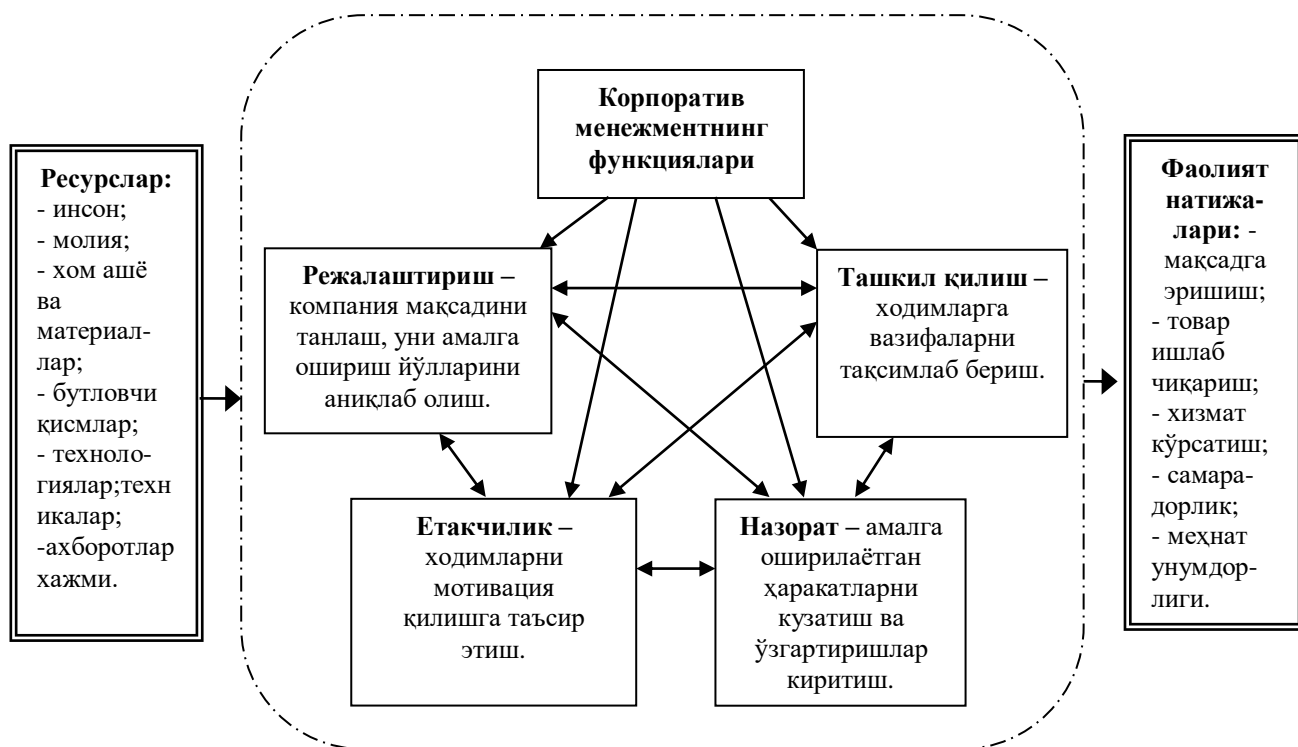 Корпоратив
менежментнинг
функциялари
Ресурслар:
- инсон;
- молия;
- хом ашё
ва
материал-
лар;
- бутловчи
қисмлар;
- техноло-
гиялар;техн
икалар;
-ахборотлар
хажми.
Режалаштириш –
компания мақсадини
танлаш, уни амалга
ошириш йўлларини
аниқлаб олиш.
Ташкил қилиш –
ходимларга
вазифаларни
тақсимлаб бериш.
Етакчилик –
ходимларни
мотивация
қилишга таъсир
этиш.
Назорат – амалга
оширилаётган
ҳаракатларни
кузатиш ва
ўзгартиришлар
киритиш.
Фаолият
натижа-
лари: -
мақсадга
эришиш;
- товар
ишлаб
чиқариш;
- хизмат
кўрсатиш;
- самара-
дорлик;
- меҳнат
унумдор-
лиги.